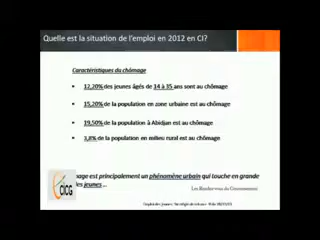 Quelle est la situation de l'emploi en 2012 en CI?
Caractéristiques du chômage
• 12,20% des jeunes âgés de 14 à 35 ans sont au chômage
• 15,20% de la population en zone urbaine est au chômage
• 19,50% de la population à Abidjan est au chômage
• 3,8% de la population en milieu rural est au chômage
mage est principalement un phénomène urbain qui touche en grande
les jeunes ...
CICG
Les Rendez-vous du Gouvernement
Emploi des jeunes: